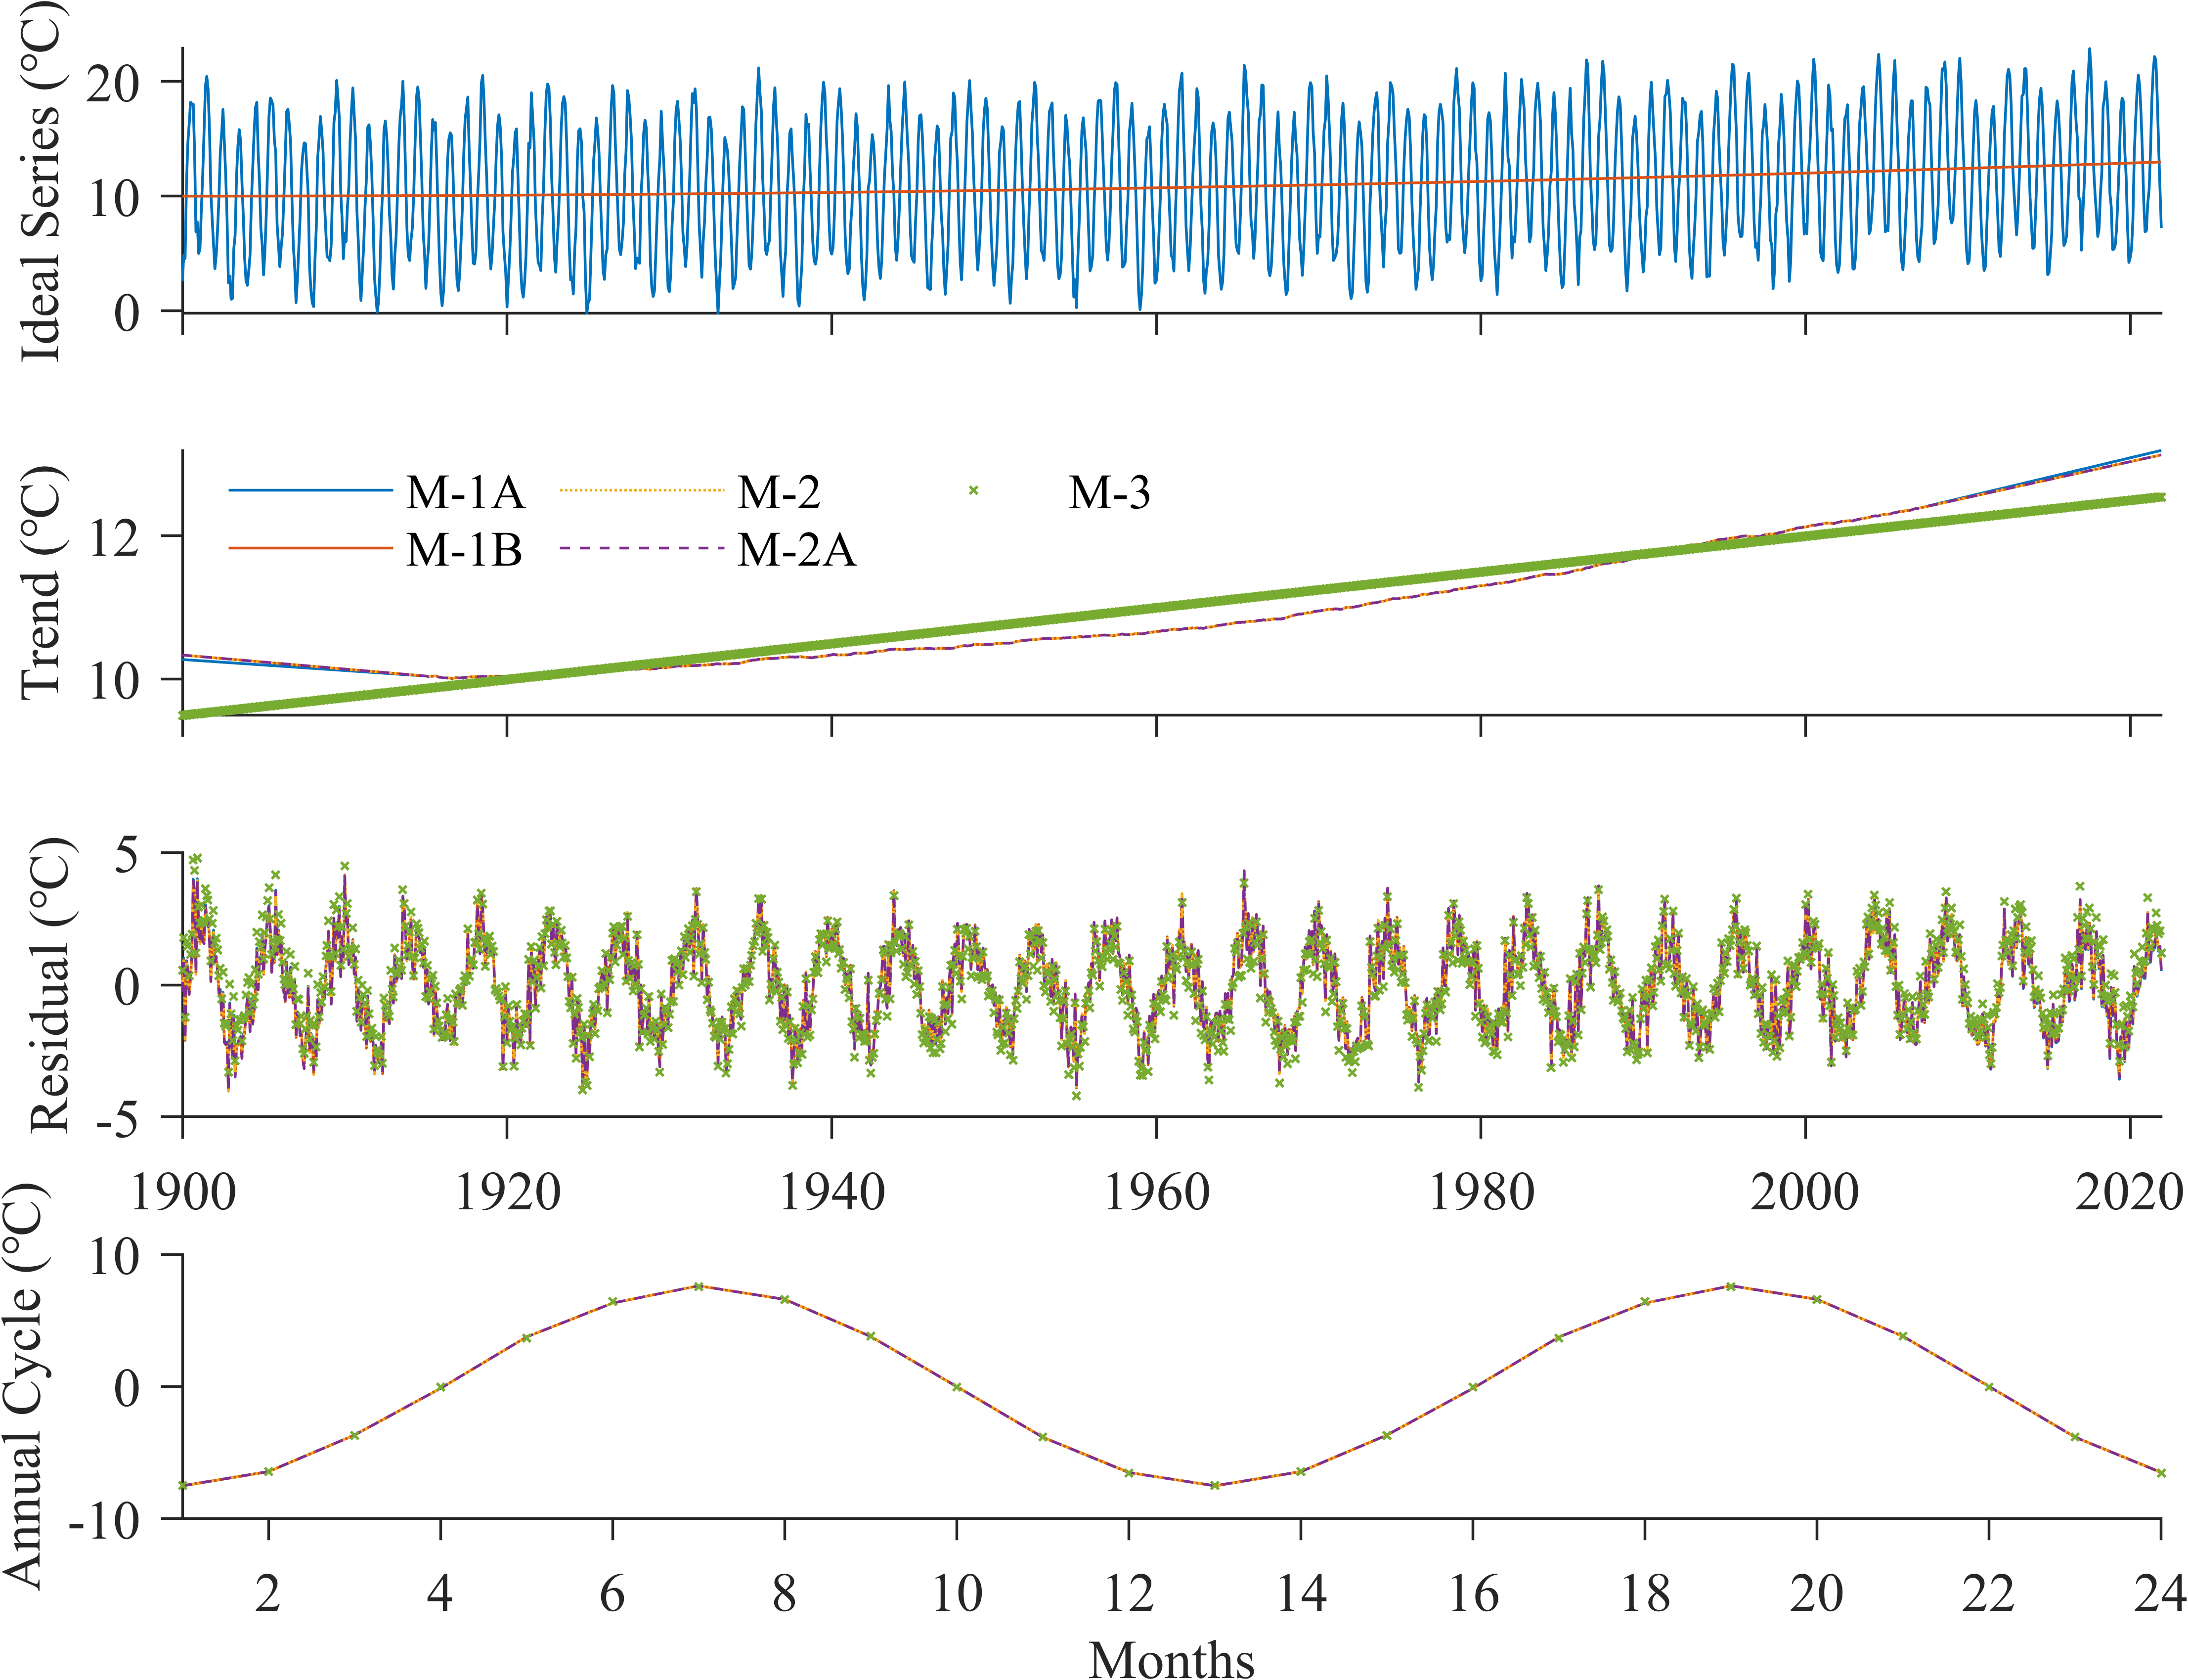 Ideal Series (°C)
20
10
0
Trend (°C)
12
10
M-1A
M-2
M-3
M-1B
M-2A
Residual (°C)
5
0
-5
1900 1920 1940 1960 1980 2000 2020
Annual Cycle (°C)
10
0
-10
2 4 6 8 10 12 14 16 18 20 22 24
Months